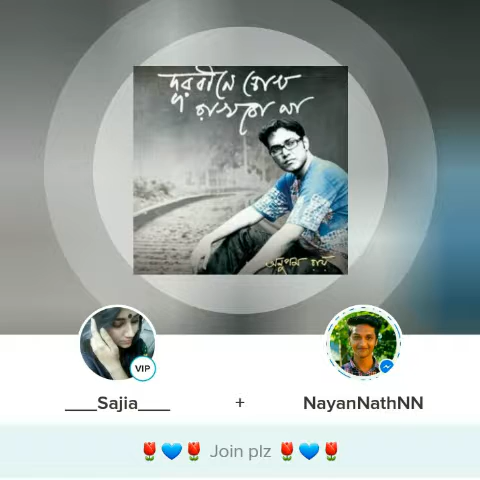 দূরবীনে চোখ
রাখবো না
অনুপম রায়
VIP
___Sajia___ + NayanNathNN
🌷💙🌷 Join plz 🌷💙🌷